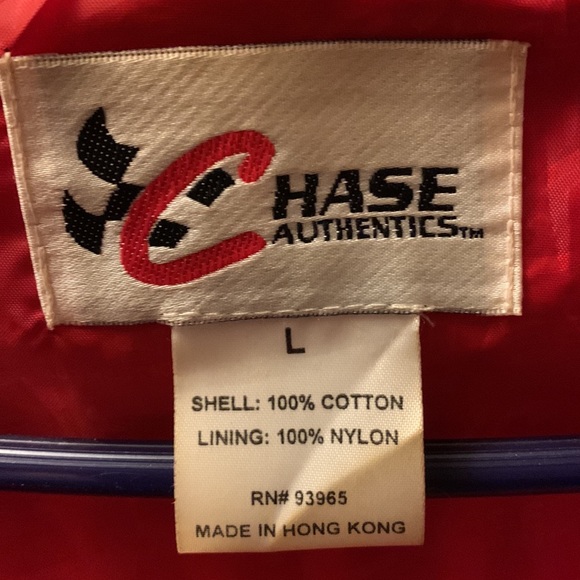 CHASE
AUTHENTICS™
L
SHELL: 100% COTTON
LINING: 100% NYLON
RN# 93965
MADE IN HONG KONG